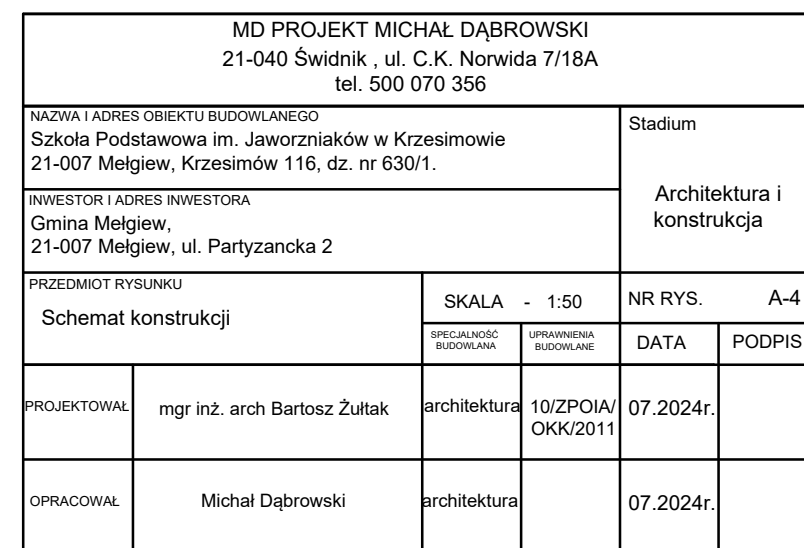 MD PROJEKT MICHAŁ DĄBROWSKI
21-040 Świdnik , ul. C.K. Norwida 7/18A
tel. 500 070 356
NAZWA I ADRES OBIEKTU BUDOWLANEGO
Szkoła Podstawowa im. Jaworzniaków w Krzesimowie
21-007 Mełgiew, Krzesimów 116, dz. nr 630/1.
Stadium
Architektura i
konstrukcja
INWESTOR I ADRES INWESTORA
Gmina Mełgiew,
21-007 Mełgiew, ul. Partyzancka 2
PRZEDMIOT RYSUNKU
Schemat konstrukcji
SKALA - 1:50
NR RYS. A-4
SPECJALNOŚĆ
BUDOWLANA
UPRAWNIENIA
BUDOWLANE
DATA
PODPIS
PROJEKTOWAŁ
mgr inż. arch Bartosz Żułtak
architektura
10/ZPOIA/
OKK/2011
07.2024r.
OPRACOWAŁ
Michał Dąbrowski
architektura
07.2024r.